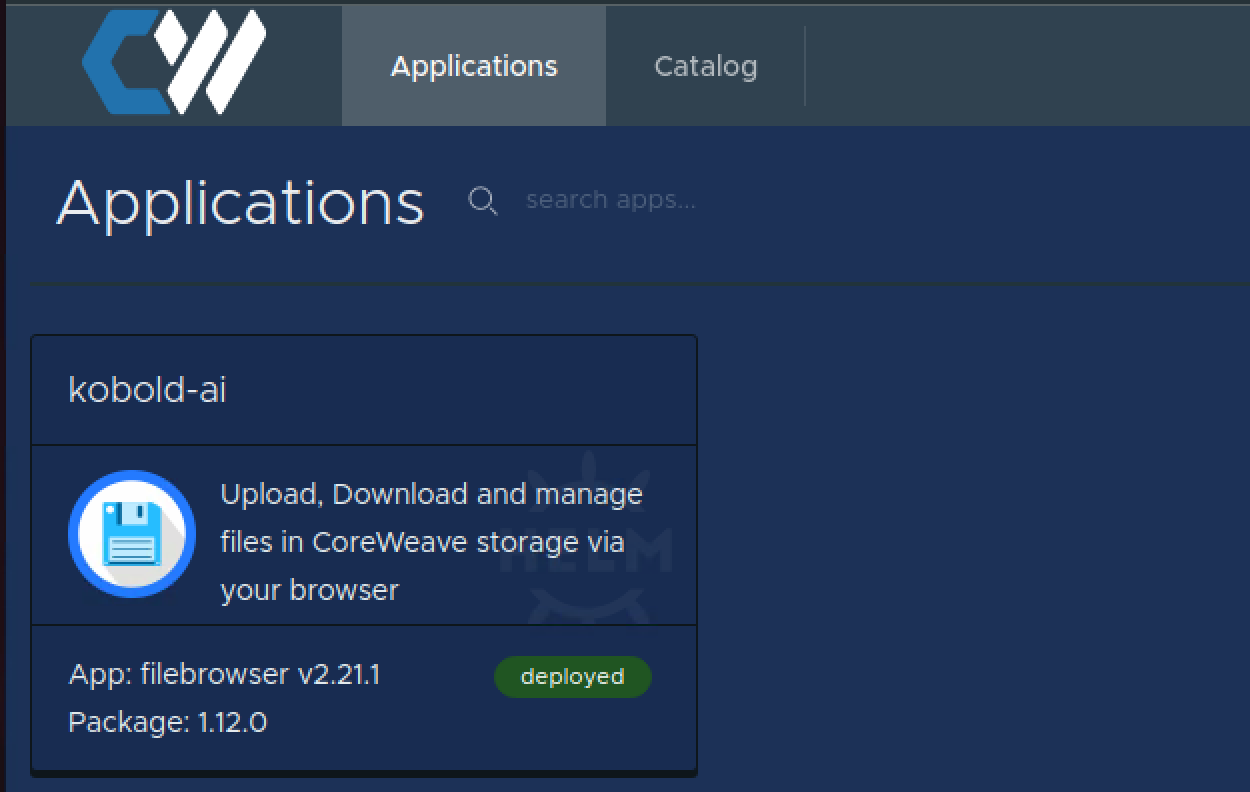 CW
Applications
Catalog
Applications
search apps...
kobold-ai
Upload, Download and manage
files in CoreWeave storage via
your browser
HELM
App: filebrowser v2.21.1
deployed
Package: 1.12.0